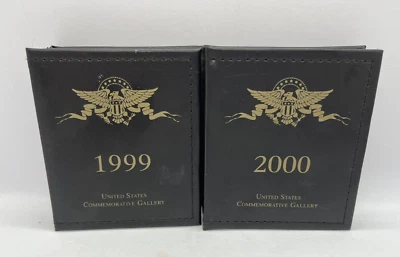 1999
UNITED STATES
COMMEMORATIVE GALLERY
2000
UNITED STATES
COMMEMORATIVE GALLERY